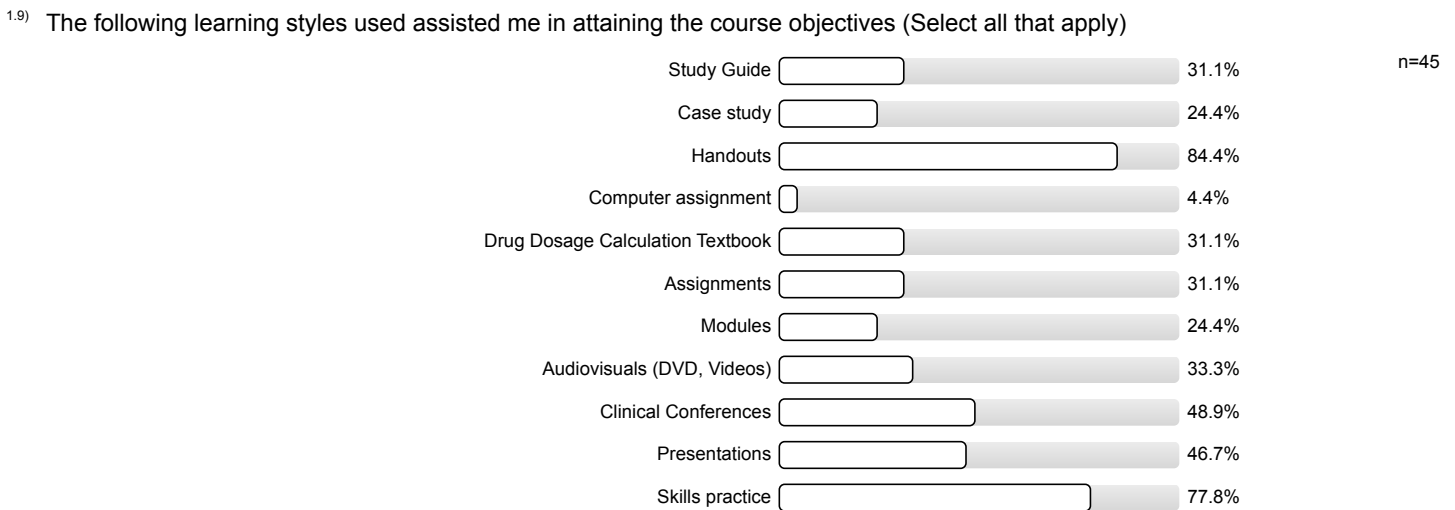 1.9) The following learning styles used assisted me in attaining the course objectives (Select all that apply)
n=45
Study Guide 31.1%
Case study 24.4%
Handouts 84.4%
Computer assignment 4.4%
Drug Dosage Calculation Textbook 31.1%
Assignments 31.1%
Modules 24.4%
Audiovisuals (DVD, Videos) 33.3%
Clinical Conferences 48.9%
Presentations 46.7%
Skills practice 77.8%